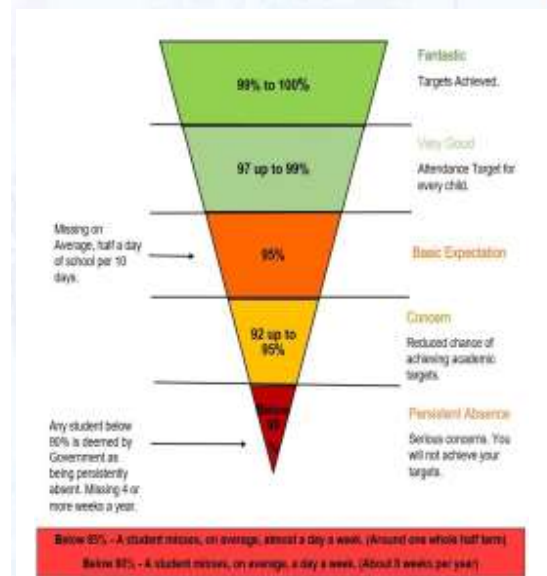 Fantastic
99% to 100%
Targets Achieved.
Very Good
97 up to 99%
Attendance Target for
every child.
Missing on
Average, half a day
of school per 10
days.
95%
Basic Expectation
Concern
92 up to
95%
Reduced chance of
achieving academic
targets.
Below
Persistent Absence
Any student below
90% is deemed by
Government as
being persistently
absent. Missing 4 or
more weeks a year.
Serious concerns. You
will not achieve your
targets.
Below 85% - A student misses, on average, almost a day a week. (Around one whole half term)
Below 80% - A student misses, on average, a day a week. (About 8 weeks per year)